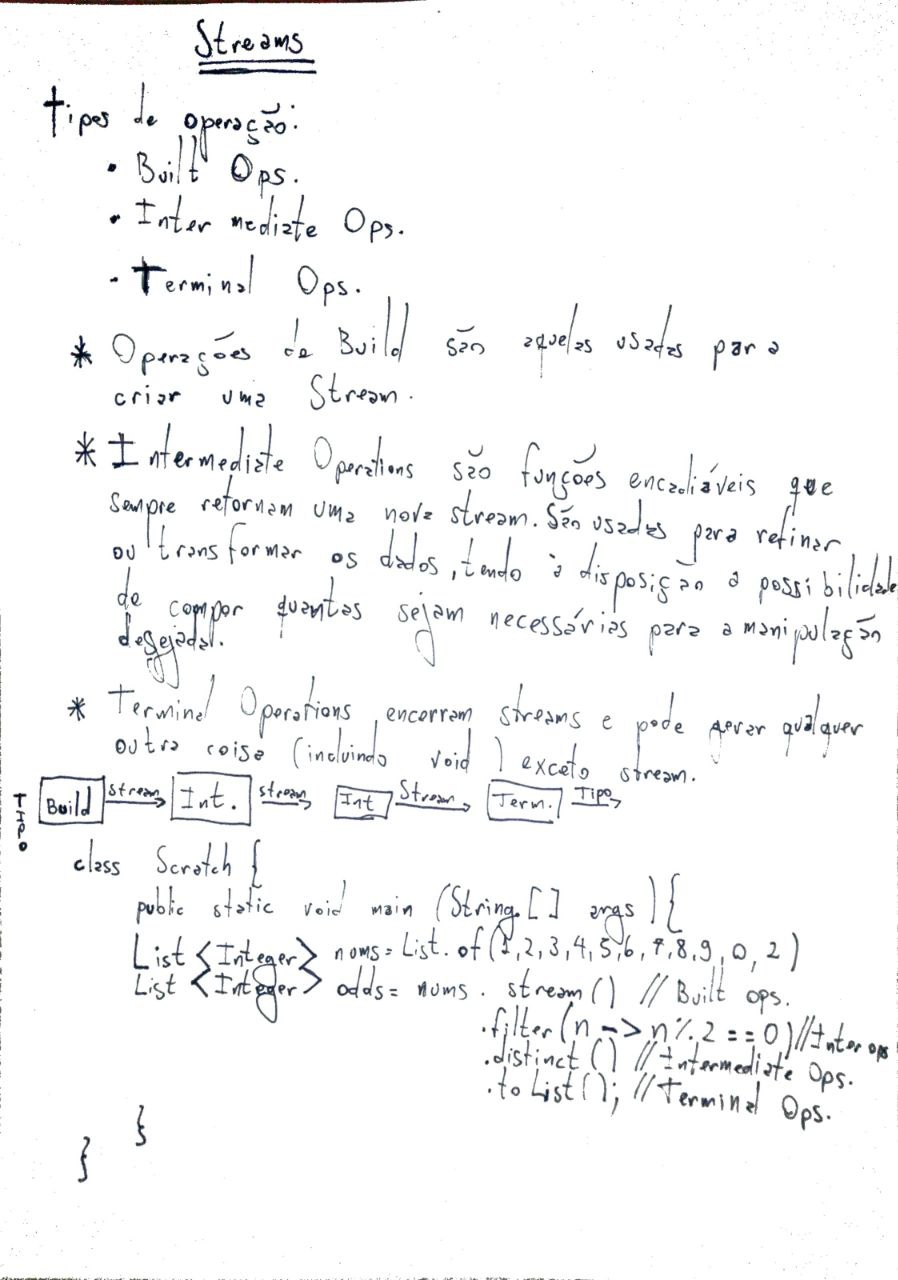 Streams
tipos de operação:
• Built Ops.
• Inter mediate Ops.
- Terminal Ops.
* Operações de Build são aquelas usadas para
criar uma Stream.
* Intermediate Operations são funções encadiáveis que
sempre retornam uma nova stream. São usadas para refinar
ou transformar os dados, tendo à disposição a possibilidade
de compor quantas sejam necessárias para a manipulação
desejada.
* Terminal Operations encerram streams e pode gerar qualquer
outra coisa (incluindo void) exceto stream.
Build stream Int. stream Int Stream Term. Tipo
class Scratch {
public static void main (String[] args) {
List <Integer> nums = List.of(1,2,3,4,5,6,7,8,9,0,2)
List <Integer> odds = nums . stream() // Built ops.
.filter(n -> n%2 == 0) // Inter ops
.distinct() // Intermediate Ops.
.to List(); // Terminal Ops.
}
}